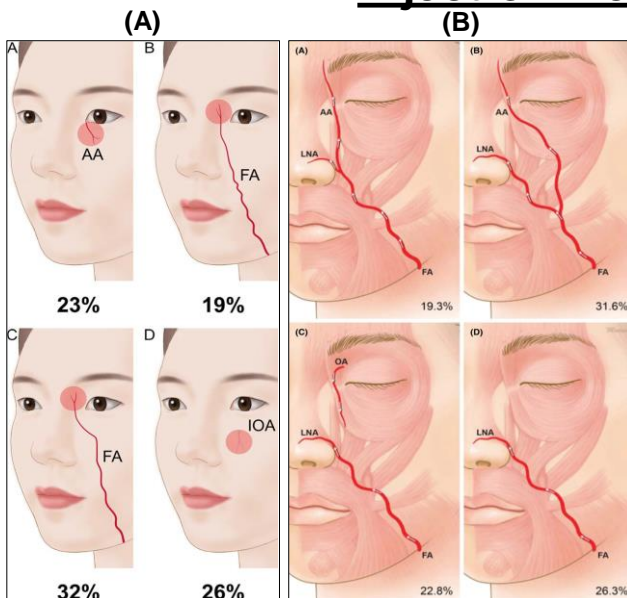 (A)
(B)
A
B
AA
FA
23%
19%
C
D
FA
IOA
32%
26%
(A)
(B)
AA
AA
LNA
LNA
FA
FA
19.3%
31.6%
(C)
(D)
OA
LNA
LNA
FA
FA
22.8%
26.3%